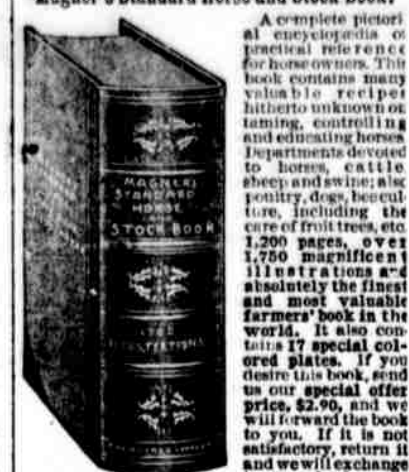 Magner's Standard Horse and Stock Book.
A complete pictori
al encyclopedia of
practical reference
for horse owners. This
book contains many
valuable recipes
hitherto unknown on
taming, controlling
and educating horses.
Departments devoted
to horses, cattle,
sheep and swine; also
poultry, dogs, bee cul-
ture, including the
care of fruit trees, etc.
1,200 pages, over
1,750 magnificent
illustrations and
absolutely the finest
and most valuable
farmers' book in the
world. It also con-
tains 17 special col-
ored plates. If you
desire this book, send
us our special offer
price, $2.90, and we
will forward the book
to you. If it is not
satisfactory, return it
and we will exchange
MAGNER'S
STANDARD
HORSE
AND
STOCK BOOK
ILLUSTRATIONS